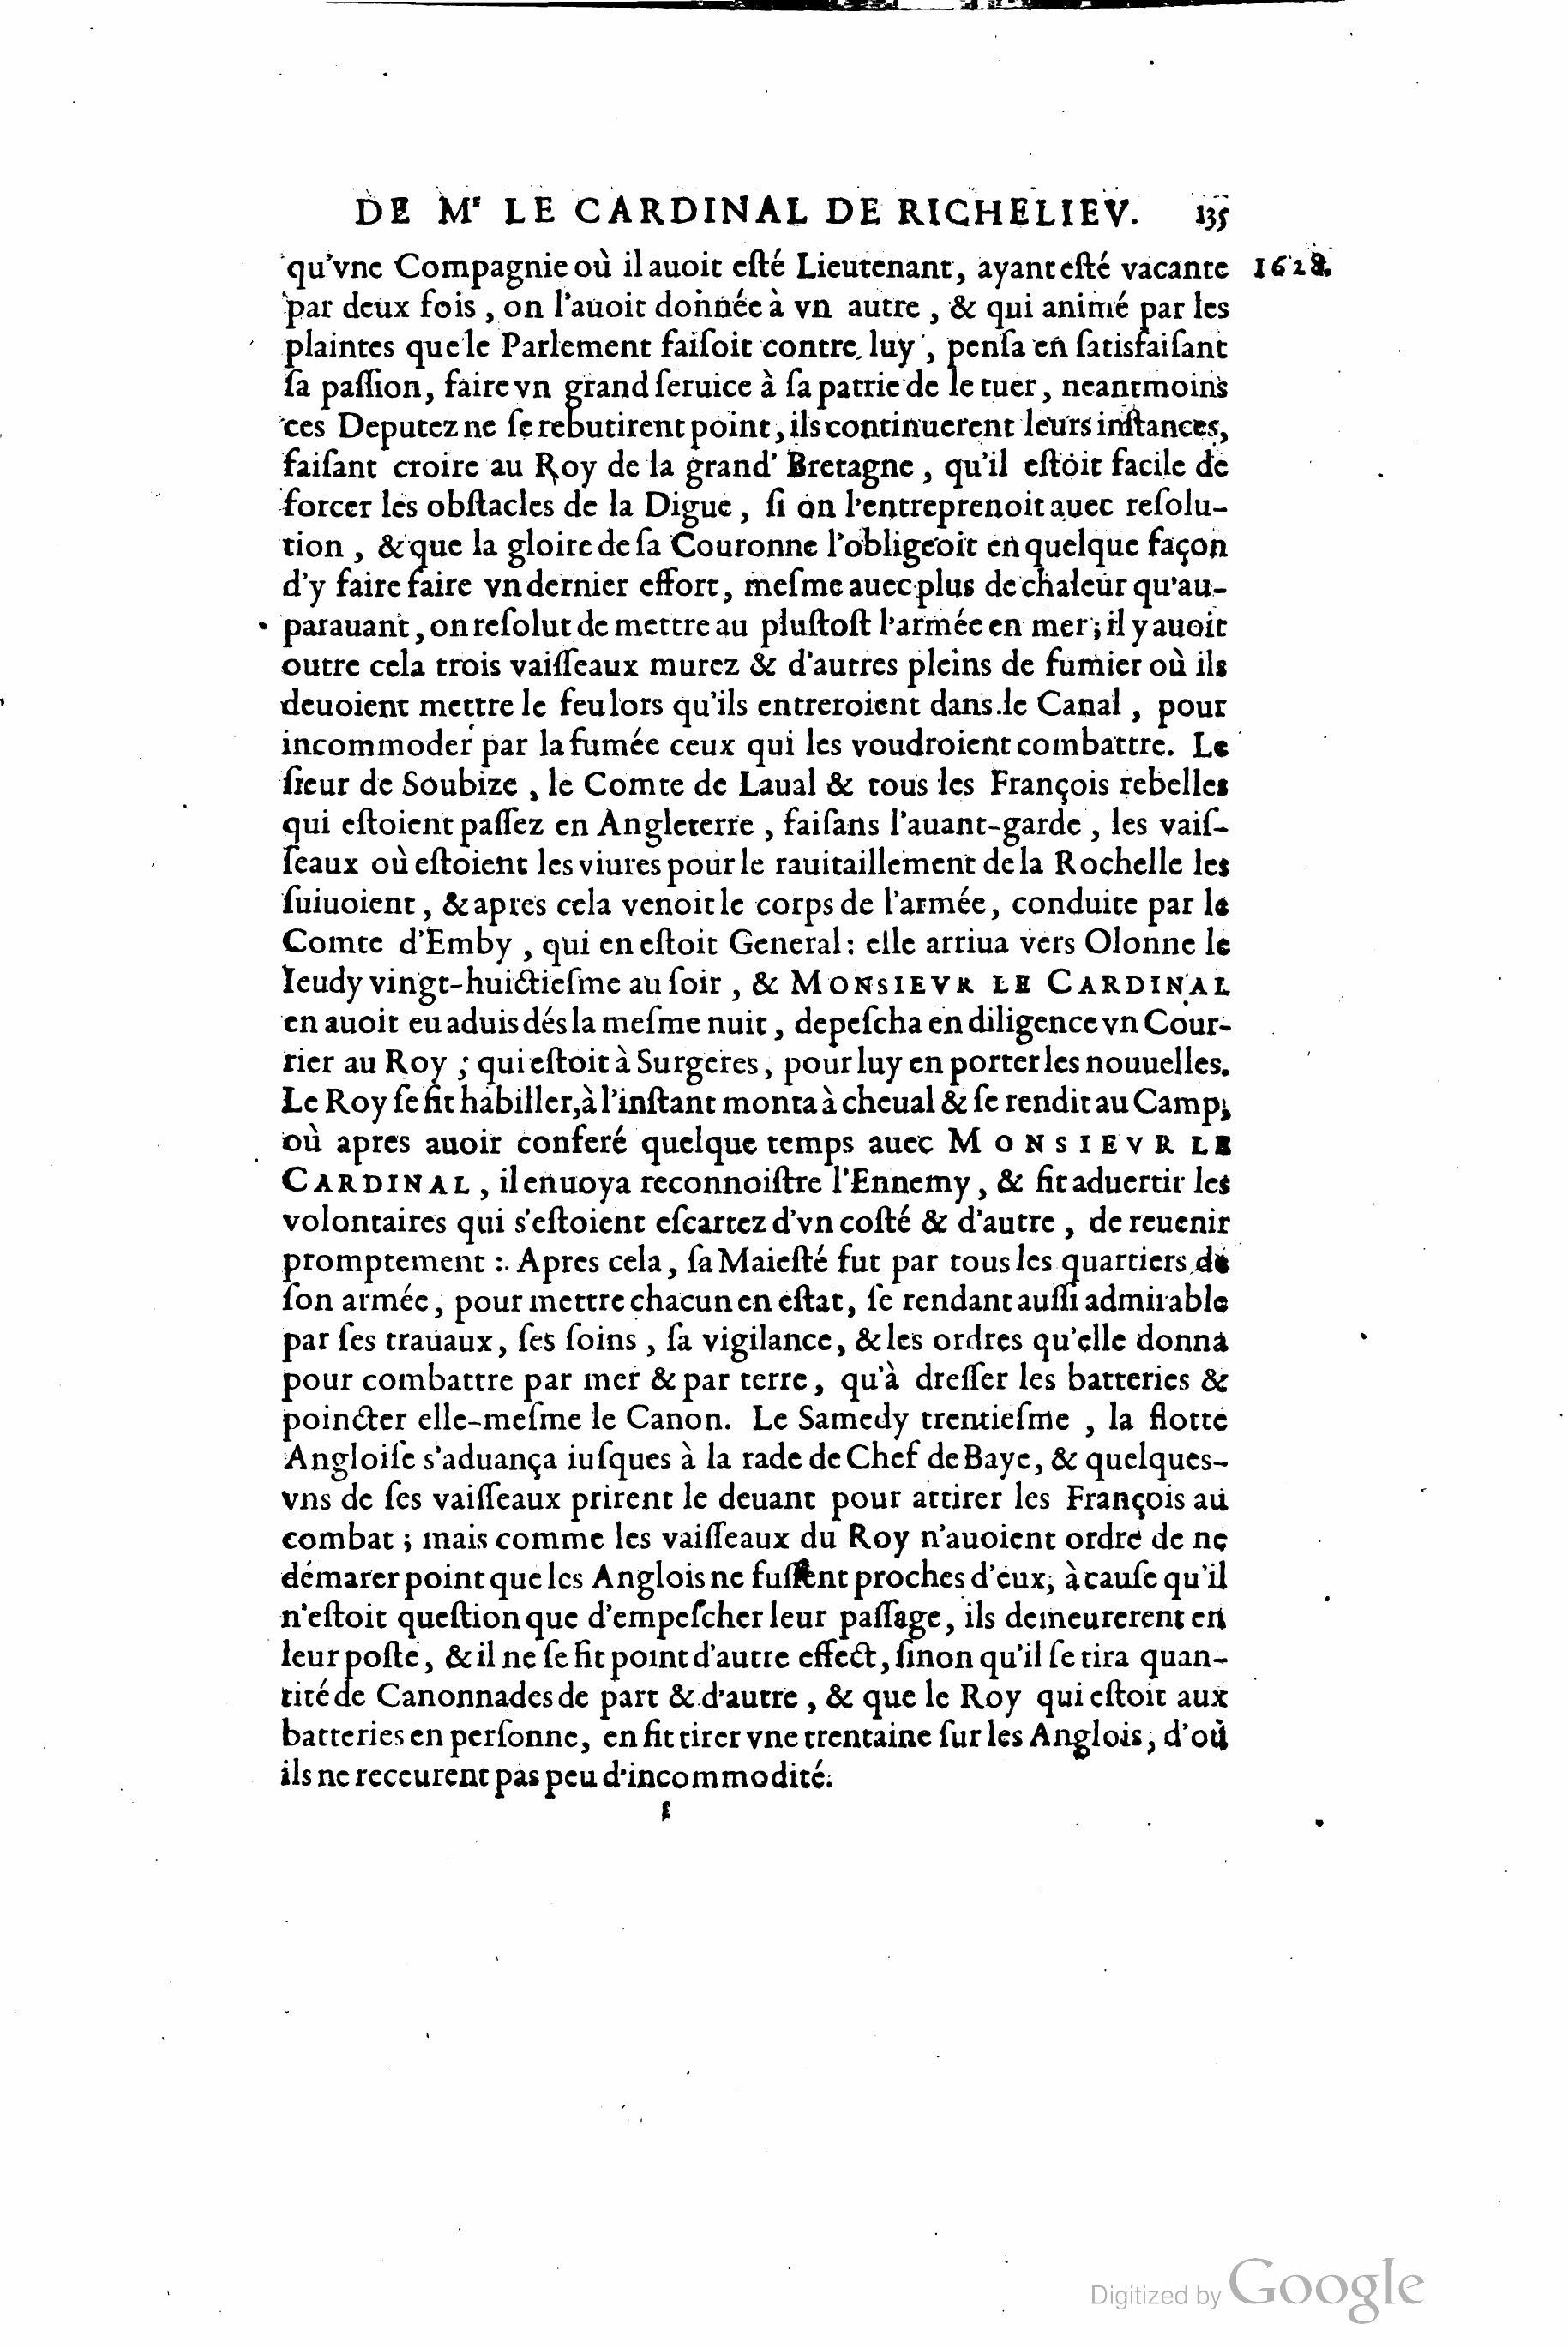 DE Mʳ LE CARDINAL DE RICHELIEV. 135
qu'vne Compagnie où il auoit eſté Lieutenant, ayant eſté vacante 1628.
par deux fois, on l'auoit donnée à vn autre, & qui animé par les
plaintes que le Parlement faiſoit contre luy, penſa en ſatisfaiſant
ſa paſſion, faire vn grand ſeruice à ſa patrie de le tuer, neantmoins
ces Deputez ne ſe rebutirent point, ils continuerent leurs inſtances,
faiſant croire au Roy de la grand' Bretagne, qu'il eſtoit facile de
forcer les obſtacles de la Digue, ſi on l'entreprenoit auec reſolu-
tion, & que la gloire de ſa Couronne l'obligeoit en quelque façon
d'y faire faire vn dernier effort, meſme auec plus de chaleur qu'au-
parauant, on reſolut de mettre au pluſtoſt l'armée en mer; il y auoit
outre cela trois vaiſſeaux murez & d'autres pleins de fumier où ils
deuoient mettre le feu lors qu'ils entreroient dans le Canal, pour
incommoder par la fumée ceux qui les voudroient combattre. Le
ſieur de Soubize, le Comte de Laual & tous les François rebelles
qui eſtoient paſſez en Angleterre, faiſans l'auant-garde, les vaiſ-
ſeaux où eſtoient les viures pour le rauitaillement de la Rochelle les
ſuiuoient, & apres cela venoit le corps de l'armée, conduite par le
Comte d'Emby, qui en eſtoit General: elle arriua vers Olonne le
Ieudy vingt-huictieſme au ſoir, & MONSIEVR LE CARDINAL
en auoit eu aduis dés la meſme nuit, depeſcha en diligence vn Cour-
rier au Roy; qui eſtoit à Surgeres, pour luy en porter les nouuelles.
Le Roy ſe fit habiller, à l'inſtant monta à cheual & ſe rendit au Camp;
où apres auoir conferé quelque temps auec MONSIEVR LE
CARDINAL, il enuoya reconnoiſtre l'Ennemy, & fit aduertir les
volontaires qui s'eſtoient eſcartez d'vn coſté & d'autre, de reuenir
promptement: Apres cela, ſa Maieſté fut par tous les quartiers de
ſon armée, pour mettre chacun en eſtat, ſe rendant auſſi admirable
par ſes trauaux, ſes ſoins, ſa vigilance, & les ordres qu'elle donna
pour combattre par mer & par terre, qu'à dreſſer les batteries &
poincter elle-meſme le Canon. Le Samedy trentieſme, la flotte
Angloiſe s'aduança iuſques à la rade de Chef de Baye, & quelques-
vns de ſes vaiſſeaux prirent le deuant pour attirer les François au
combat; mais comme les vaiſſeaux du Roy n'auoient ordre de ne
démarer point que les Anglois ne fuſſent proches d'eux, à cauſe qu'il
n'eſtoit queſtion que d'empeſcher leur paſſage, ils demeurerent en
leur poſte, & il ne ſe fit point d'autre effect, ſinon qu'il ſe tira quan-
tité de Canonnades de part & d'autre, & que le Roy qui eſtoit aux
batteries en perſonne, en fit tirer vne trentaine ſur les Anglois, d'où
ils ne receurent pas peu d'incommodité.
Digitized by Google